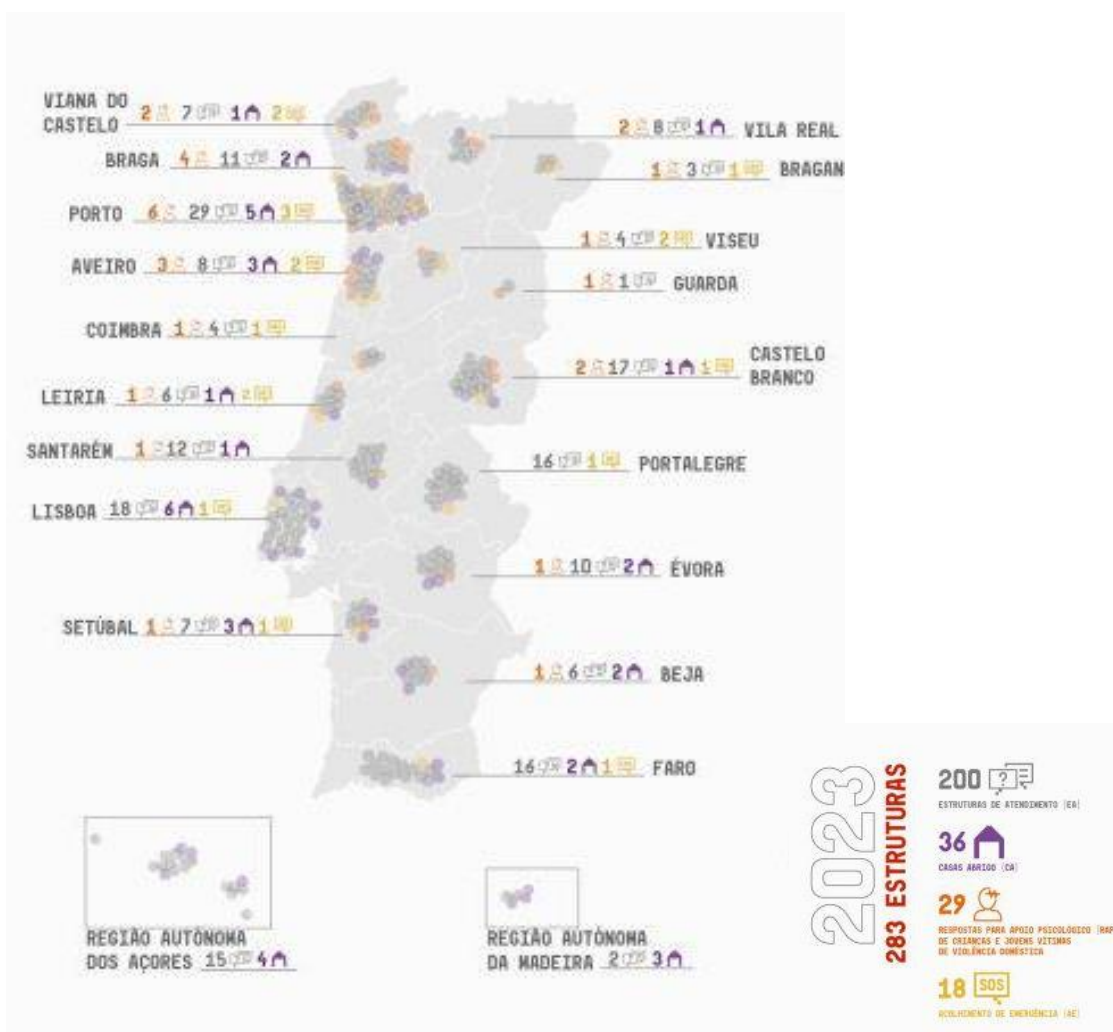 VIANA DO
CASTELO 2 7 1 2
BRAGA 4 11 2
PORTO 6 29 5 3
AVEIRO 3 8 3 2
COIMBRA 1 4 1
LEIRIA 1 6 1 2
SANTARÉM 1 12 1
LISBOA 18 6 1
SETÚBAL 1 7 3 1
2 8 1 VILA REAL
1 3 1 BRAGAN
1 4 2 VISEU
1 1 GUARDA
2 17 1 1 CASTELO
BRANCO
16 1 PORTALEGRE
1 10 2 ÉVORA
1 6 2 BEJA
16 2 1 FARO
REGIÃO AUTÓNOMA
DOS AÇORES 15 4
REGIÃO AUTÓNOMA
DA MADEIRA 2 3
2023
283 ESTRUTURAS
200 ?
ESTRUTURAS DE ATENDIMENTO (EA)
36
CASAS ABRIGO (CA)
29
RESPOSTAS PARA APOIO PSICOLÓGICO (RAP
DE CRIANÇAS E JOVENS VÍTIMAS
DE VIOLÊNCIA DOMÉSTICA
18 SOS
ACOLHIMENTO DE EMERGÊNCIA (AE)